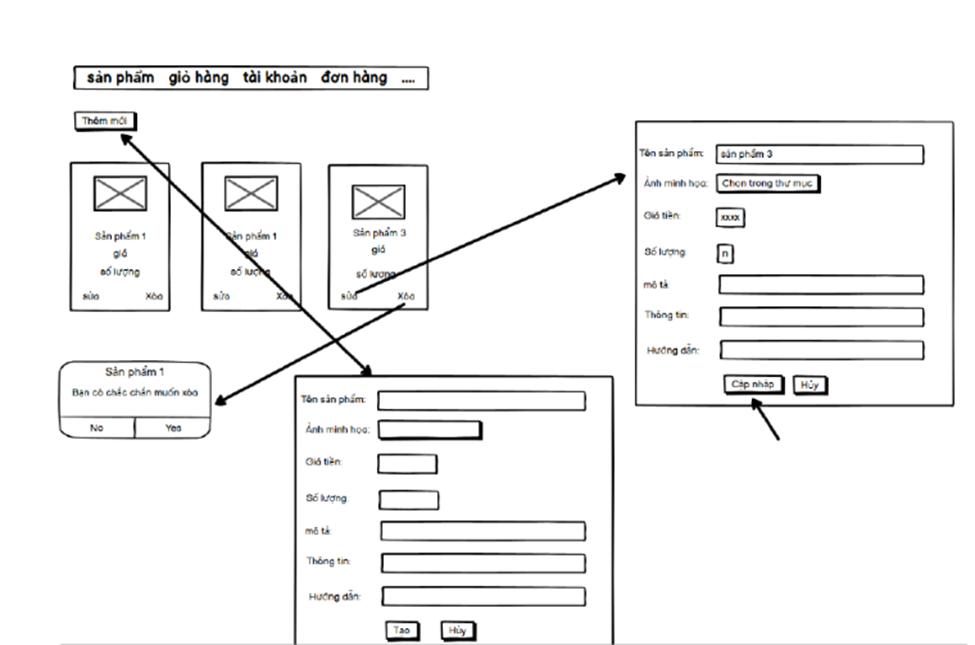 sản phẩm giỏ hàng tài khoản đơn hàng ....
Thêm mới
Sản phẩm 1
giá
số lượng
sửa Xóa
Sản phẩm 1
giá
số lượng
sửa Xóa
Sản phẩm 3
giá
số lượng
sửa Xóa
Sản phẩm 1
Bạn có chắc chắn muốn xóa
No Yes
Tên sản phẩm:
Ảnh minh họa:
Giá tiền:
Số lượng:
mô tả:
Thông tin:
Hướng dẫn:
Tạo Hủy
Tên sản phẩm: sản phẩm 3
Ảnh minh họa: Chọn trong thư mục
Giá tiền: xxxx
Số lượng: n
mô tả:
Thông tin:
Hướng dẫn:
Cập nhập Hủy